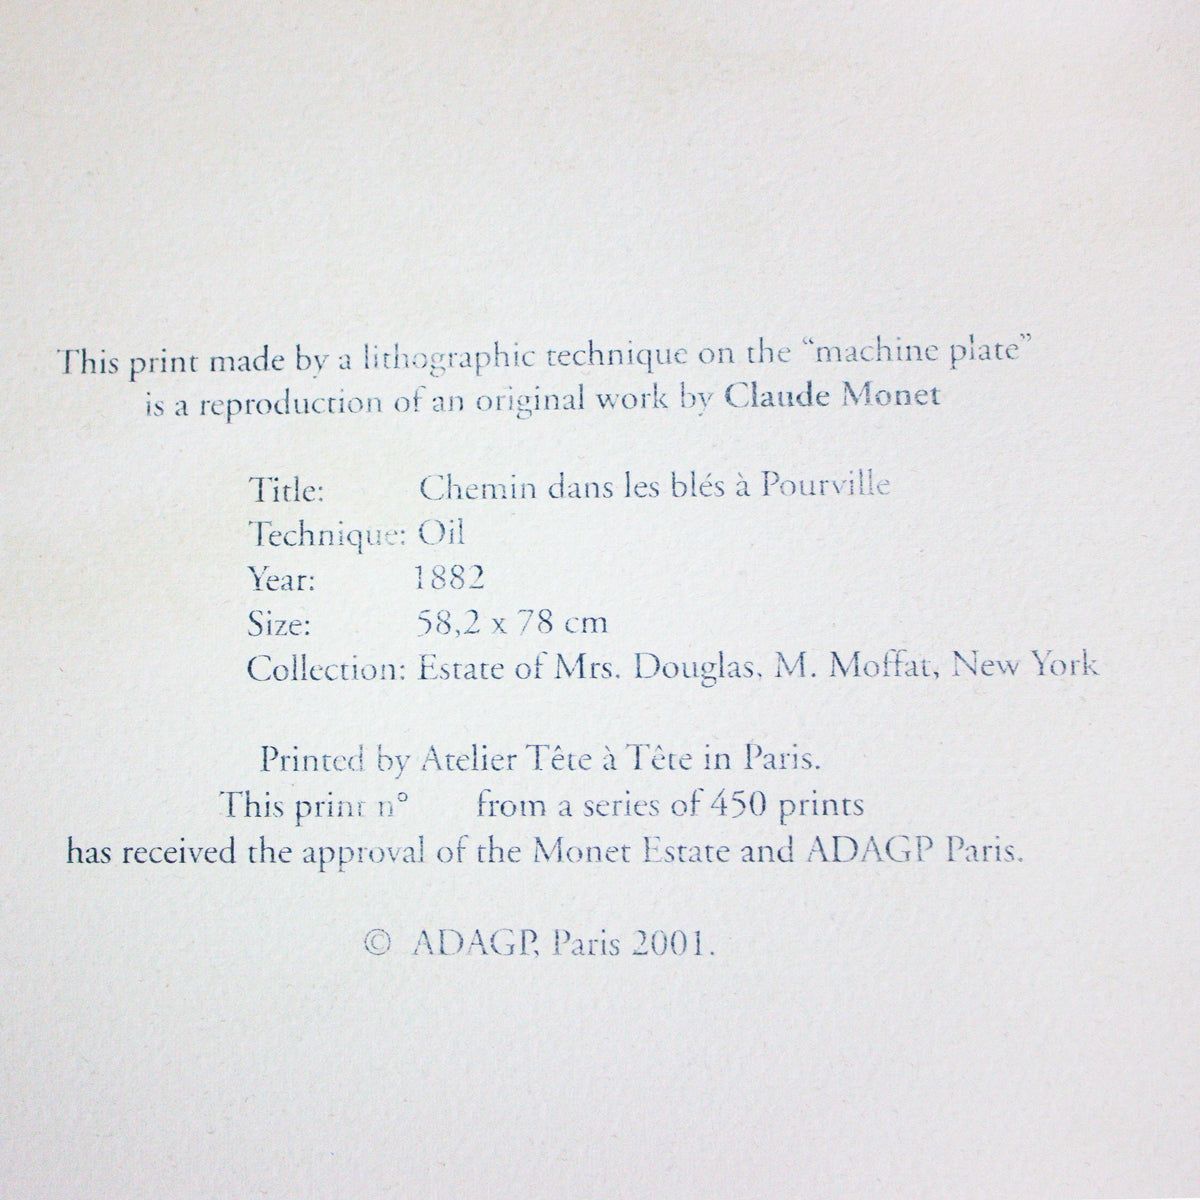 This print made by a lithographic technique on the “machine plate”
is a reproduction of an original work by Claude Monet
Title: Chemin dans les blés à Pourville
Technique: Oil
Year: 1882
Size: 58,2 x 78 cm
Collection: Estate of Mrs. Douglas, M. Moffat, New York
Printed by Atelier Tête à Tête in Paris.
This print n° from a series of 450 prints
has received the approval of the Monet Estate and ADAGP Paris.
© ADAGP, Paris 2001.